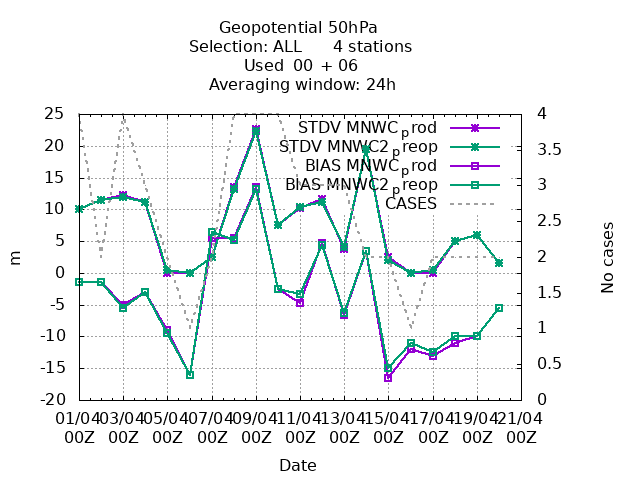 Geopotential 50hPa
Selection: ALL 4 stations
Used 00 + 06
Averaging window: 24h
25 20 15 10 5 0 -5 -10 -15 -20
m
STDV MNWC_prod
STDV MNWC2_preop
BIAS MNWC_prod
BIAS MNWC2_preop
CASES
4 3.5 3 2.5 2 1.5 1 0.5 0
No cases
01/04 03/04 05/04 07/04 09/04 11/04 13/04 15/04 17/04 19/04 21/04
00Z 00Z 00Z 00Z 00Z 00Z 00Z 00Z 00Z 00Z 00Z
Date